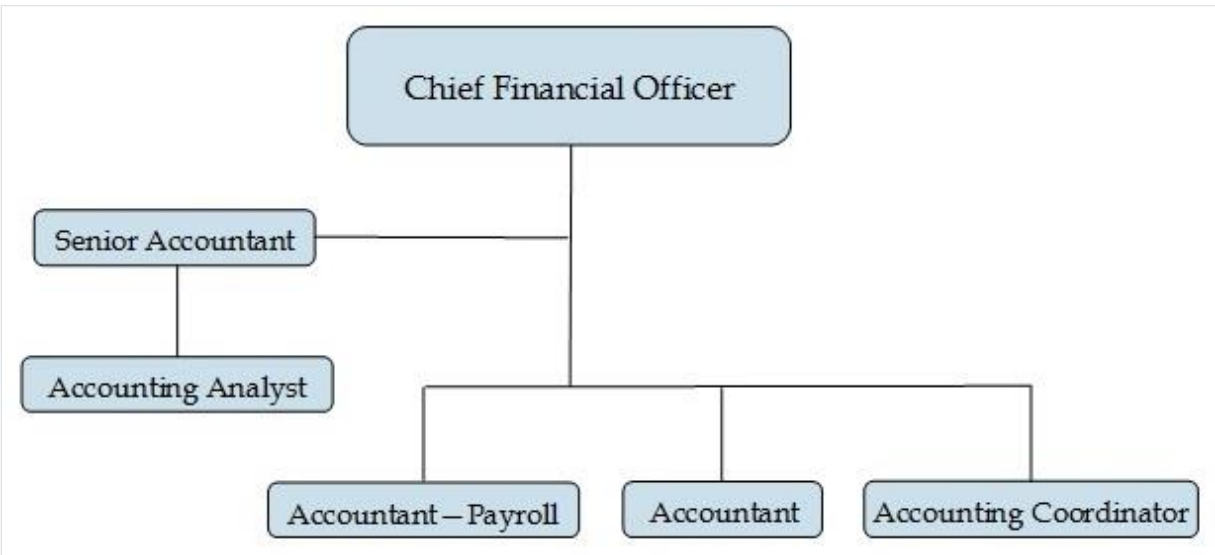 Chief Financial Officer
Senior Accountant
Accounting Analyst
Accountant—Payroll
Accountant
Accounting Coordinator